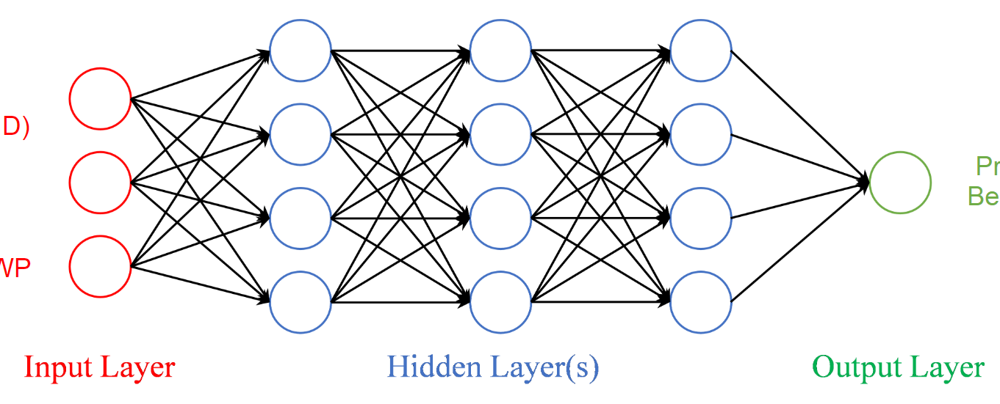 D)
WP
Pr
Be
Input Layer
Hidden Layer(s)
Output Layer